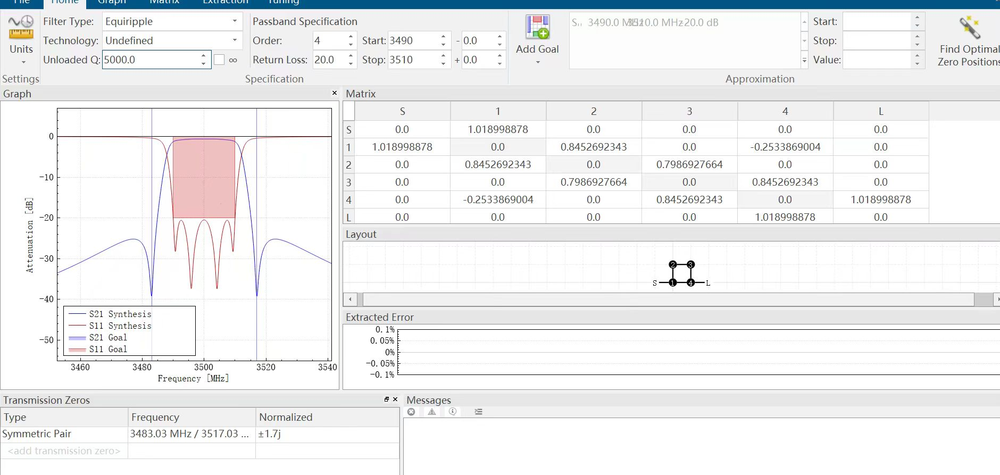 File Home Graph Matrix Extraction Tuning
Units
Settings
Filter Type: Equiripple
Technology: Undefined
Unloaded Q: 5000.0 ∞
Passband Specification
Order: 4 Start: 3490 - 0.0
Return Loss: 20.0 Stop: 3510 + 0.0
Specification
Add Goal
3490.0 MHz 3510.0 MHz -20.0 dB
Start:
Stop:
Value:
Find Optimal
Zero Positions
Approximation
Graph
0
-10
-20
-30
-40
-50
Attenuation [dB]
S21 Synthesis
S11 Synthesis
S21 Goal
S11 Goal
3460 3480 3500 3520 3540
Frequency [MHz]
Matrix
S 1 2 3 4 L
S 0.0 1.018998878 0.0 0.0 0.0 0.0
1 1.018998878 0.0 0.8452692343 0.0 -0.2533869004 0.0
2 0.0 0.8452692343 0.0 0.7986927664 0.0 0.0
3 0.0 0.0 0.7986927664 0.0 0.8452692343 0.0
4 0.0 -0.2533869004 0.0 0.8452692343 0.0 1.018998878
L 0.0 0.0 0.0 0.0 1.018998878 0.0
Layout
2 3
S 1 4 L
Extracted Error
0.1%
0.05%
0%
-0.05%
-0.1%
Transmission Zeros
Type Frequency Normalized
Symmetric Pair 3483.03 MHz / 3517.03 ... ±1.7j
<add transmission zero>
Messages